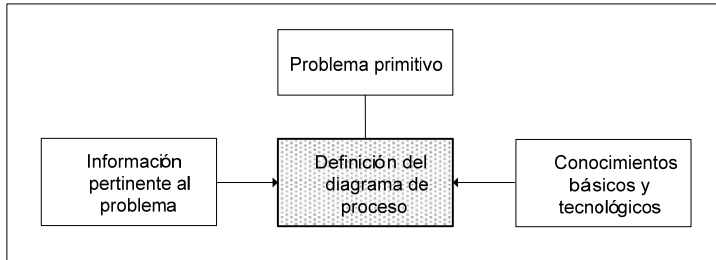 Problema primitivo
Información
pertinente al
problema
Definición del
diagrama de
proceso
Conocimientos
básicos y
tecnológicos